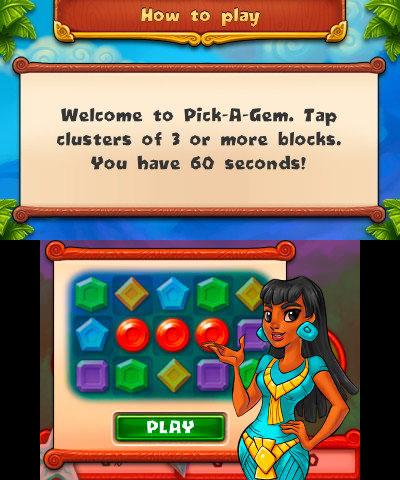 How to play
Welcome to Pick-A-Gem. Tap
clusters of 3 or more blocks.
You have 60 seconds!
PLAY